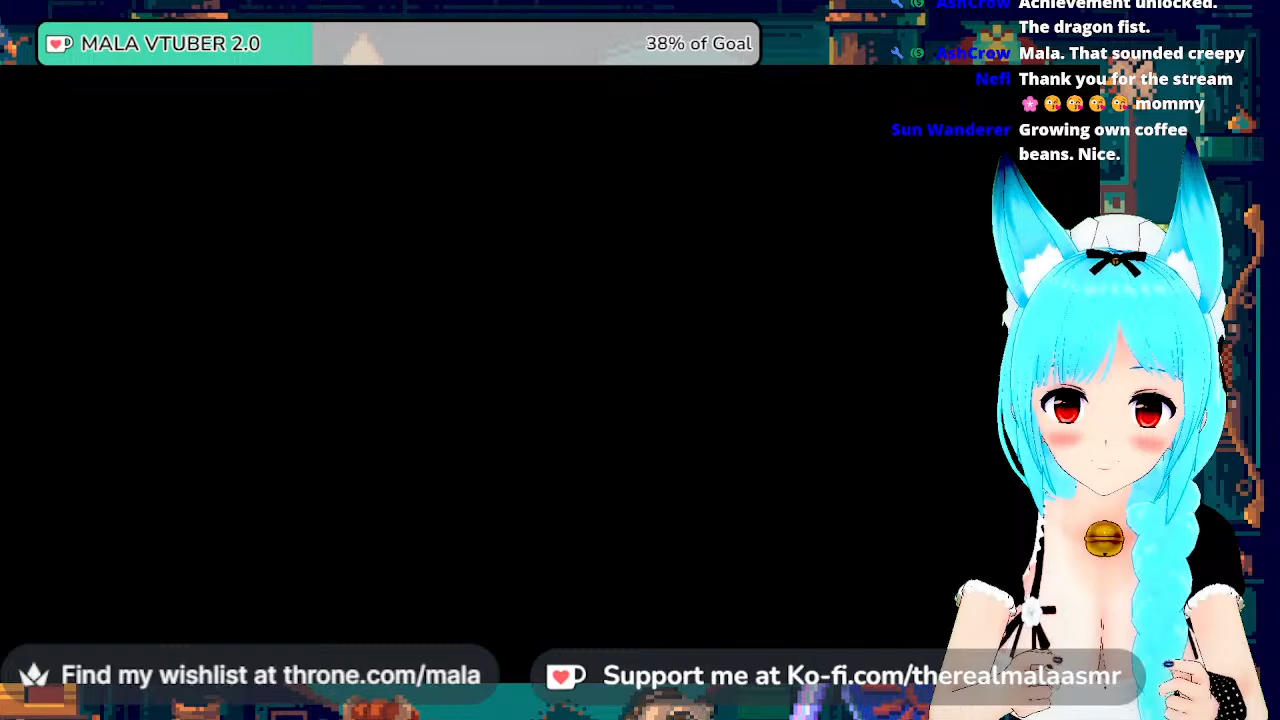 MALA VTUBER 2.0 38% of Goal
AshCrow Achievement unlocked.
The dragon fist.
AshCrow Mala. That sounded creepy
Nefi Thank you for the stream
🌸😘😘😘😘 mommy
Sun Wanderer Growing own coffee
beans. Nice.
Find my wishlist at throne.com/mala
Support me at Ko-fi.com/therealmalaasmr